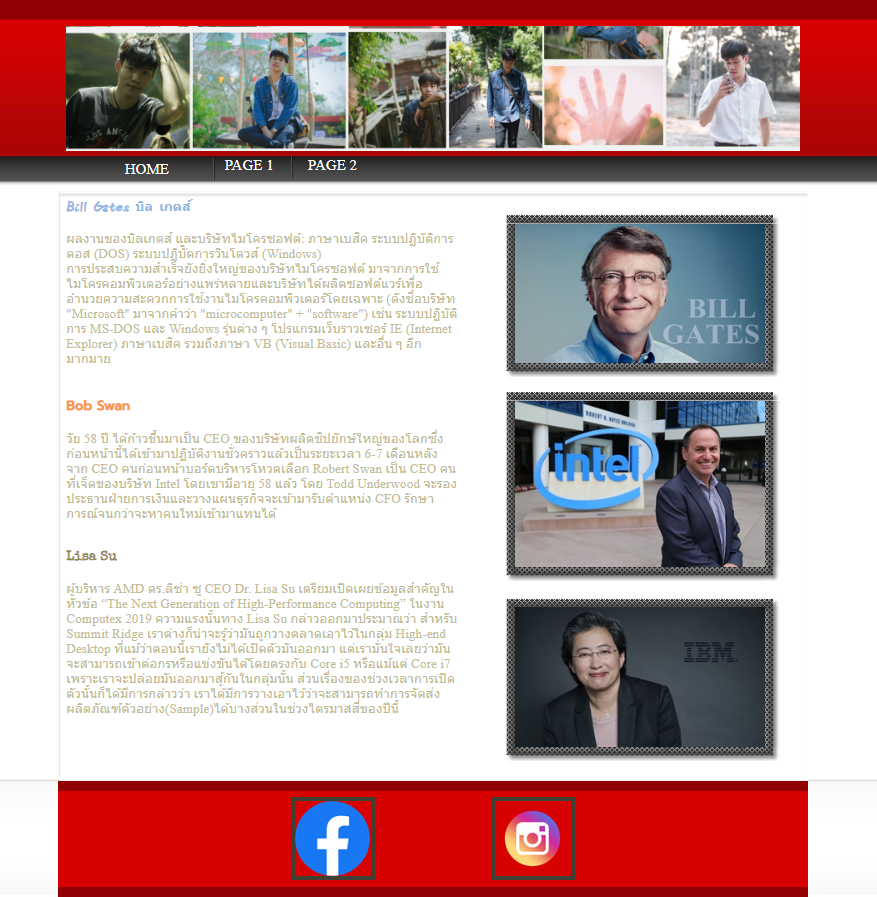 HOME
PAGE 1
PAGE 2
Bill Gates บิล เกตส์
ผลงานของบิลเกตส์ และบริษัทไมโครซอฟต์: ภาษาเบสิค ระบบปฏิบัติการ
ดอส (DOS) ระบบปฏิบัติการวินโดวส์ (Windows)
การประสบความสำเร็จยิ่งยิ่งใหญ่ของบริษัทไมโครซอฟต์ มาจากการใช้
ไมโครคอมพิวเตอร์อย่างแพร่หลายและบริษัทได้ผลิตซอฟต์แวร์เพื่อ
อำนวยความสะดวกการใช้งานไมโครคอมพิวเตอร์โดยเฉพาะ (ดังชื่อบริษัท
"Microsoft" มาจากคำว่า "microcomputer" + "software") เช่น ระบบปฏิบัติ
การ MS-DOS และ Windows รุ่นต่าง ๆ โปรแกรมเว็บราวเซอร์ IE (Internet
Explorer) ภาษาเบสิค รวมถึงภาษา VB (Visual Basic) และอื่น ๆ อีก
มากมาย
BILL
GATES
Bob Swan
วัย 58 ปี ได้ก้าวขึ้นมาเป็น CEO ของบริษัทผลิตชิปยักษ์ใหญ่ของโลกซึ่ง
ก่อนหน้านี้ได้เข้ามาปฏิบัติงานชั่วคราวแล้วเป็นระยะเวลา 6-7 เดือนหลัง
จาก CEO คนก่อนหน้าบอร์ดบริหารโหวตเลือก Robert Swan เป็น CEO คน
ที่เจ็ดของบริษัท Intel โดยเขามีอายุ 58 แล้ว โดย Todd Underwood จะรอง
ประธานฝ่ายการเงินและวางแผนธุรกิจจะเข้ามารับตำแหน่ง CFO รักษา
การณ์จนกว่าจะหาคนใหม่เข้ามาแทนได้
intel
Lisa Su
ผู้บริหาร AMD ดร.ลิซ่า ซู CEO Dr. Lisa Su เตรียมเปิดเผยข้อมูลสำคัญใน
หัวข้อ “The Next Generation of High-Performance Computing” ในงาน
Computex 2019 ความแรงนั้นทาง Lisa Su กล่าวออกมาประมาณว่า สำหรับ
Summit Ridge เราต่างก็น่าจะรู้ว่ามันถูกวางตลาดเอาไว้ในกลุ่ม High-end
Desktop ที่แม้ว่าตอนนี้เรายังไม่ได้เปิดตัวมันออกมา แต่เรามั่นใจเลยว่ามัน
จะสามารถเข้าต่อกรหรือแข่งขันได้โดยตรงกับ Core i5 หรือแม้แต่ Core i7
เพราะเราจะปล่อยมันออกมาสู้กันในกลุ่มนั้น ส่วนเรื่องของช่วงเวลาการเปิด
ตัวนั้นก็ได้มีการกล่าวว่า เราได้มีการวางเอาไว้ว่าจะสามารถทำการจัดส่ง
ผลิตภัณฑ์ตัวอย่าง(Sample)ได้บางส่วนในช่วงไตรมาสสี่ของปีนี้
IBM